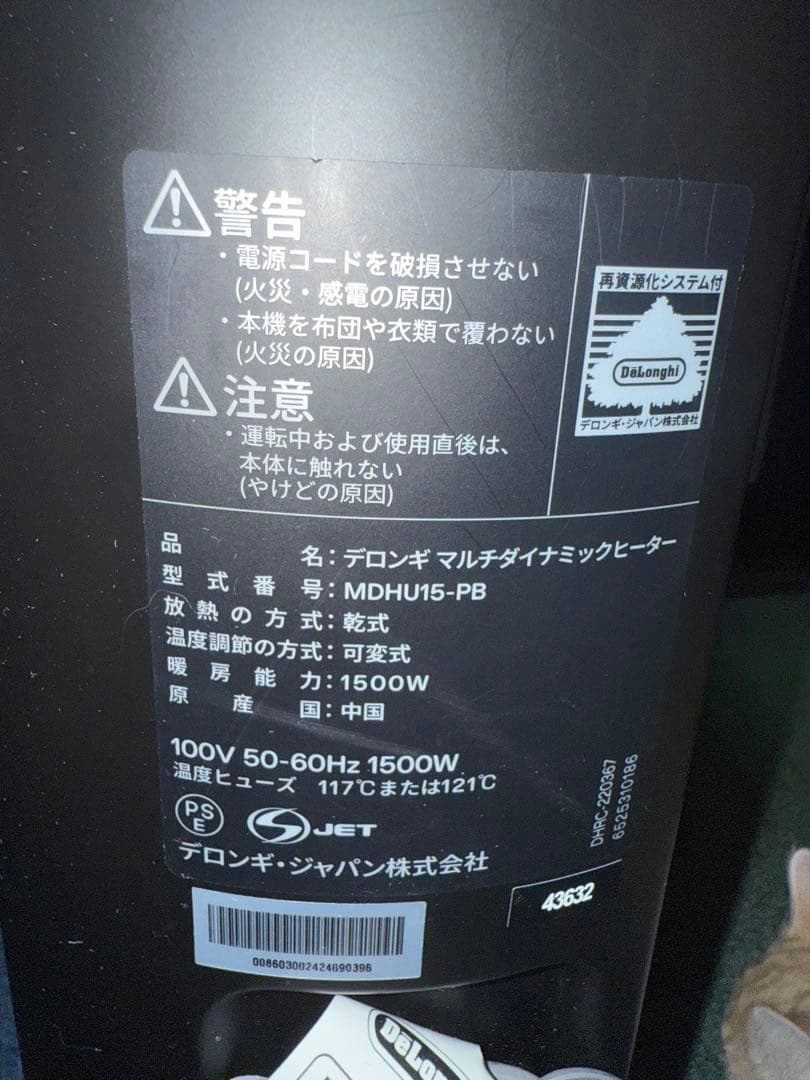 警告
・電源コードを破損させない
(火災・感電の原因)
・本機を布団や衣類で覆わない
(火災の原因)
注意
・運転中および使用直後は、
本体に触れない
(やけどの原因)
再資源化システム付
DeLonghi
デロンギ・ジャパン株式会社
品名：デロンギ マルチダイナミックヒーター
型式番号：MDHU15-PB
放熱の方式：乾式
温度調節の方式：可変式
暖房能力：1500W
原産国：中国
100V 50-60Hz 1500W
温度ヒューズ 117℃または121℃
PS
E
JET
デロンギ・ジャパン株式会社
DHRC-220367
6525310186
43632
008603002424690396
DeLonghi